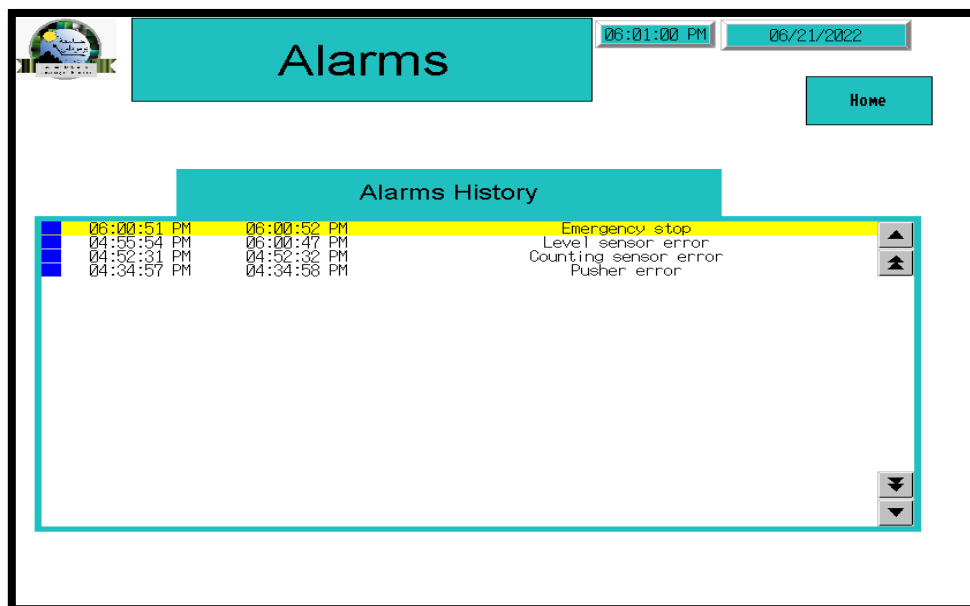 Alarms
06:01:00 PM
06/21/2022
Home
Alarms History
06:00:51 PM 06:00:52 PM Emergency stop
04:55:54 PM 06:00:47 PM Level sensor error
04:52:31 PM 04:52:32 PM Counting sensor error
04:34:57 PM 04:34:58 PM Pusher error